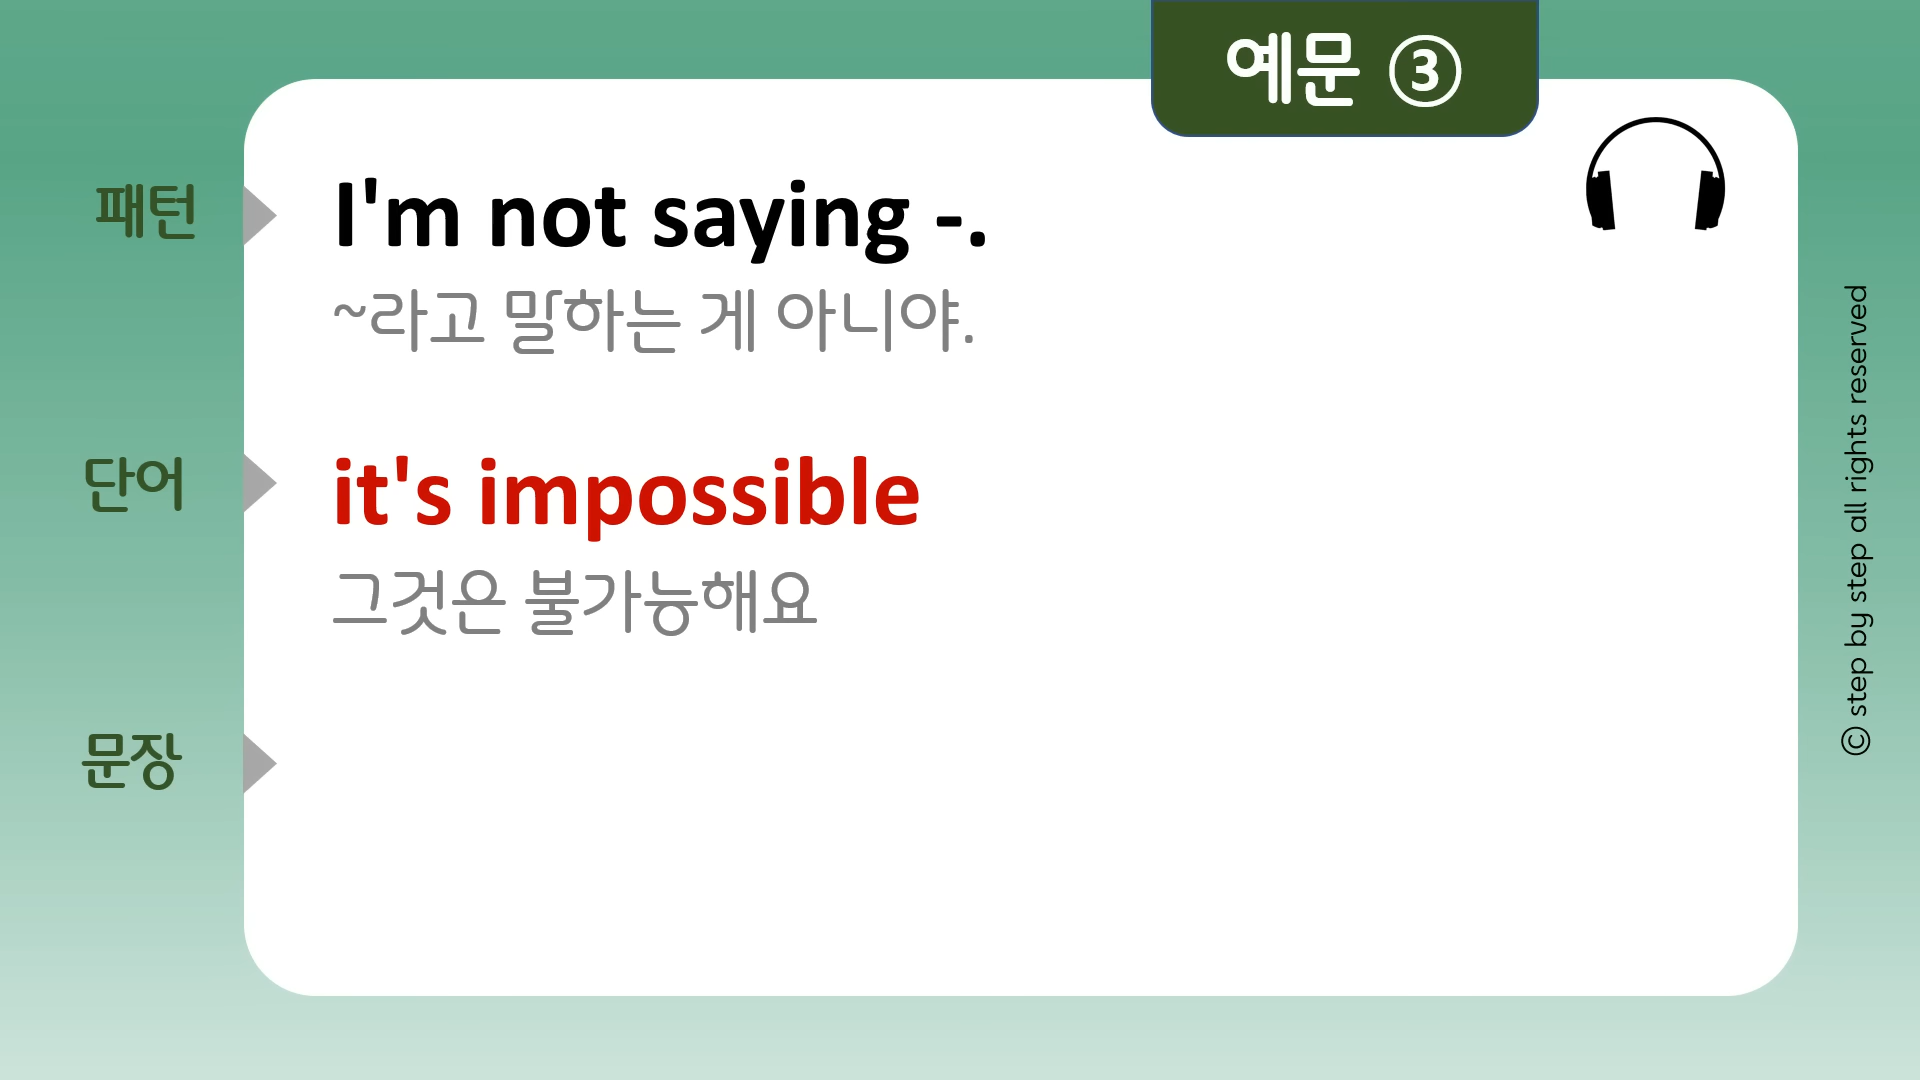 예문 ③
패턴
I'm not saying -.
~라고 말하는 게 아니야.
단어
it's impossible
그것은 불가능해요
문장
© step by step all rights reserved